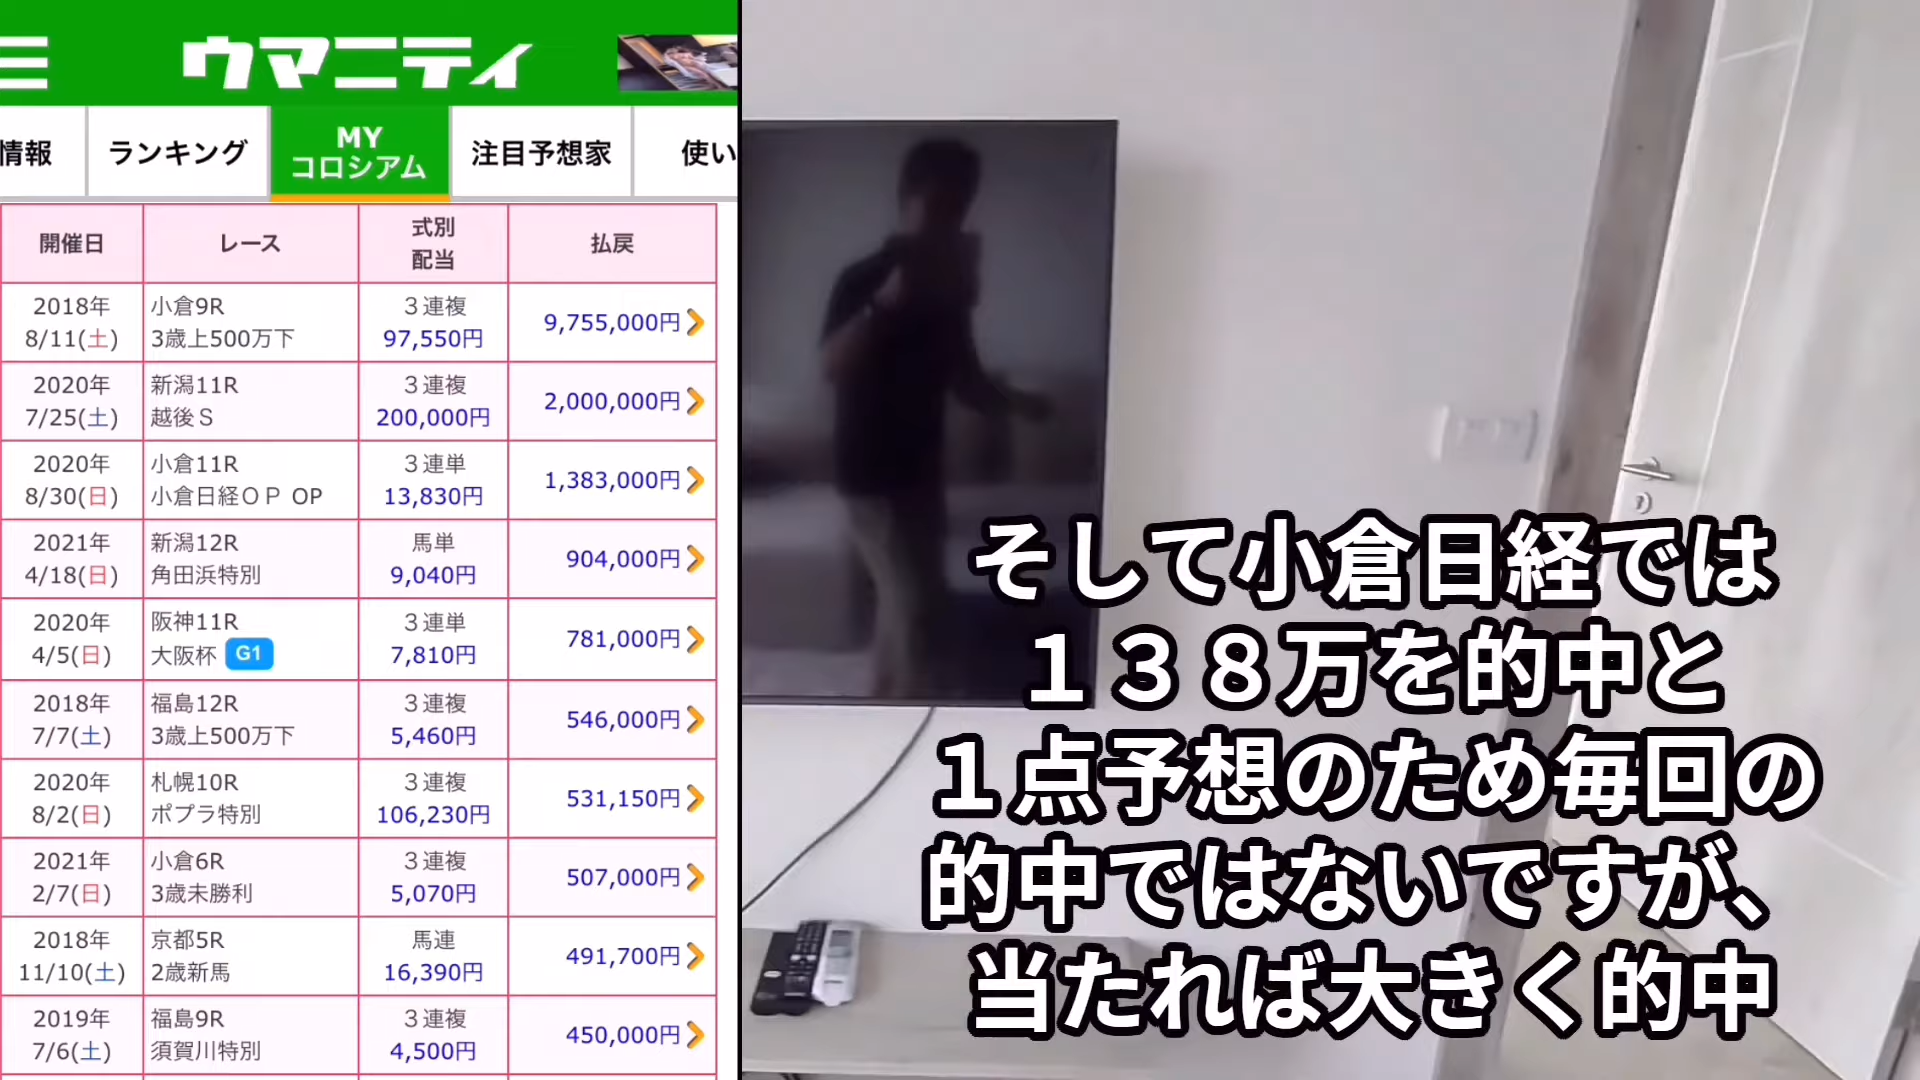 ウマニティ
情報
ランキング
MY
コロシアム
注目予想家
使い
開催日
レース
式別
配当
払戻
2018年
8/11(土)
小倉9R
3歳上500万下
３連複
97,550円
9,755,000円
2020年
7/25(土)
新潟11R
越後Ｓ
３連複
200,000円
2,000,000円
2020年
8/30(日)
小倉11R
小倉日経ＯＰ OP
３連単
13,830円
1,383,000円
2021年
4/18(日)
新潟12R
角田浜特別
馬単
9,040円
904,000円
2020年
4/5(日)
阪神11R
大阪杯 G1
３連単
7,810円
781,000円
2018年
7/7(土)
福島12R
3歳上500万下
３連複
5,460円
546,000円
2020年
8/2(日)
札幌10R
ポプラ特別
３連複
106,230円
531,150円
2021年
2/7(日)
小倉6R
3歳未勝利
３連複
5,070円
507,000円
2018年
11/10(土)
京都5R
2歳新馬
馬連
16,390円
491,700円
2019年
7/6(土)
福島9R
須賀川特別
３連複
4,500円
450,000円
そして小倉日経では
１３８万を的中と
１点予想のため毎回の
的中ではないですが、
当たれば大きく的中